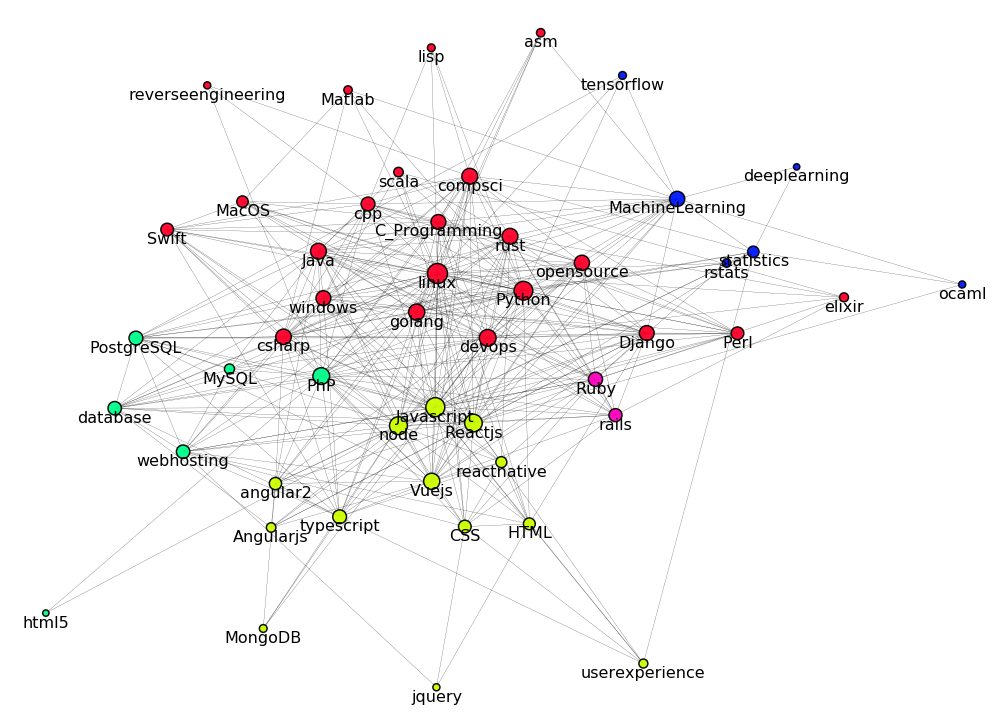 asm
lisp
tensorflow
reverseengineering
Matlab
deeplearning
scala
compsci
MachineLearning
MacOS
cpp
C_Programming
Swift
rust
Java
statistics
opensource
rstats
linux
ocaml
Python
elixir
windows
golang
Django
Perl
csharp
devops
PostgreSQL
MySQL
PhP
Ruby
database
Javascript
rails
node
Reactjs
webhosting
reactnative
Vuejs
angular2
typescript
HTML
CSS
Angularjs
html5
MongoDB
userexperience
jquery